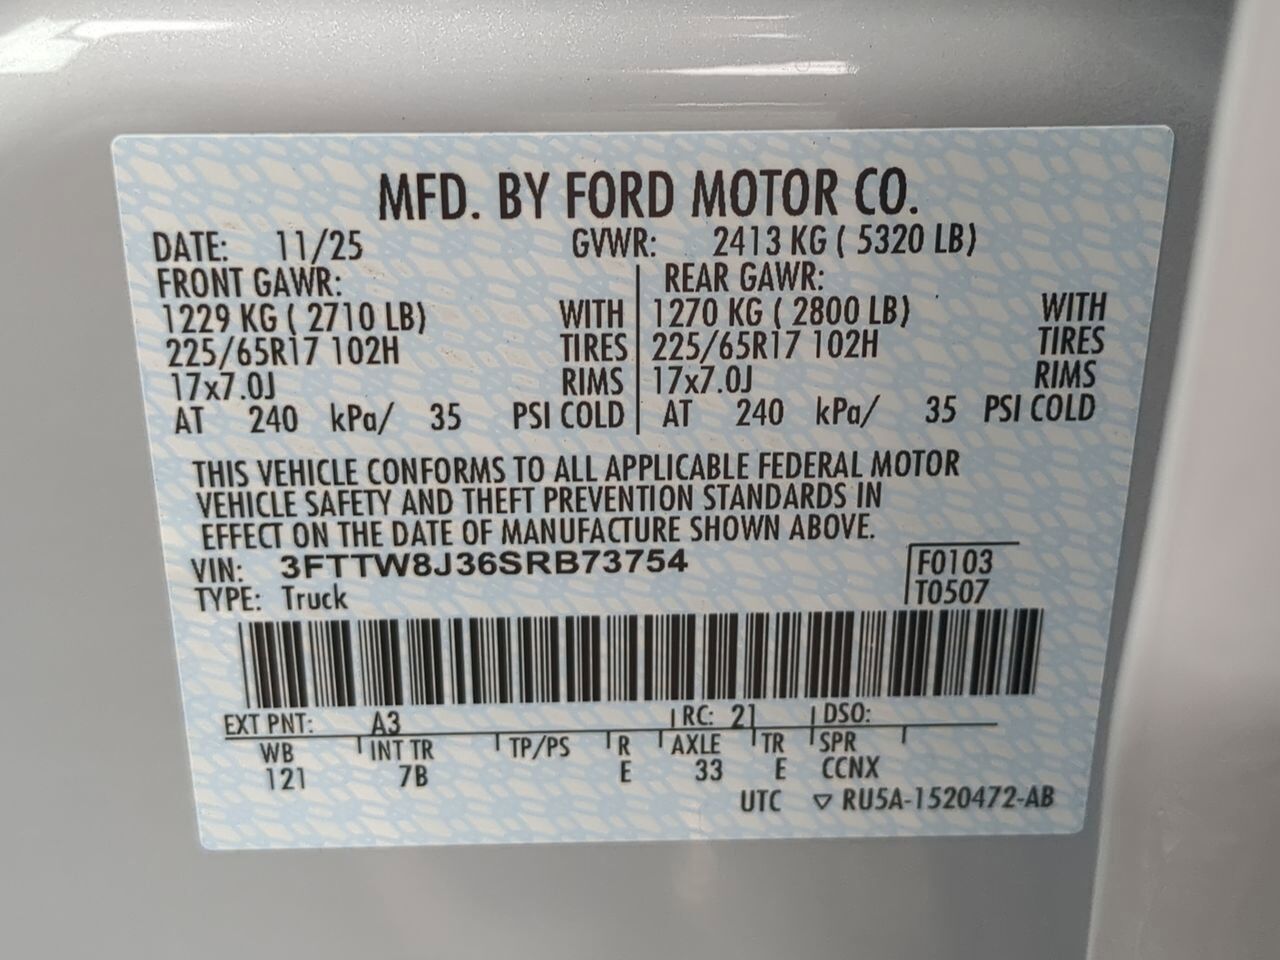 MFD. BY FORD MOTOR CO.
DATE: 11/25 GVWR: 2413 KG ( 5320 LB)
FRONT GAWR: REAR GAWR:
1229 KG ( 2710 LB) WITH 1270 KG ( 2800 LB) WITH
225/65R17 102H TIRES 225/65R17 102H TIRES
17x7.0J RIMS 17x7.0J RIMS
AT 240 kPa/ 35 PSI COLD AT 240 kPa/ 35 PSI COLD
THIS VEHICLE CONFORMS TO ALL APPLICABLE FEDERAL MOTOR
VEHICLE SAFETY AND THEFT PREVENTION STANDARDS IN
EFFECT ON THE DATE OF MANUFACTURE SHOWN ABOVE.
VIN: 3FTTW8J36SRB73754 F0103
TYPE: Truck T0507
EXT PNT: A3 RC: 21 DSO:
WB INT TR TP/PS R AXLE TR SPR
121 7B E 33 E CCNX
UTC ▽ RU5A-1520472-AB